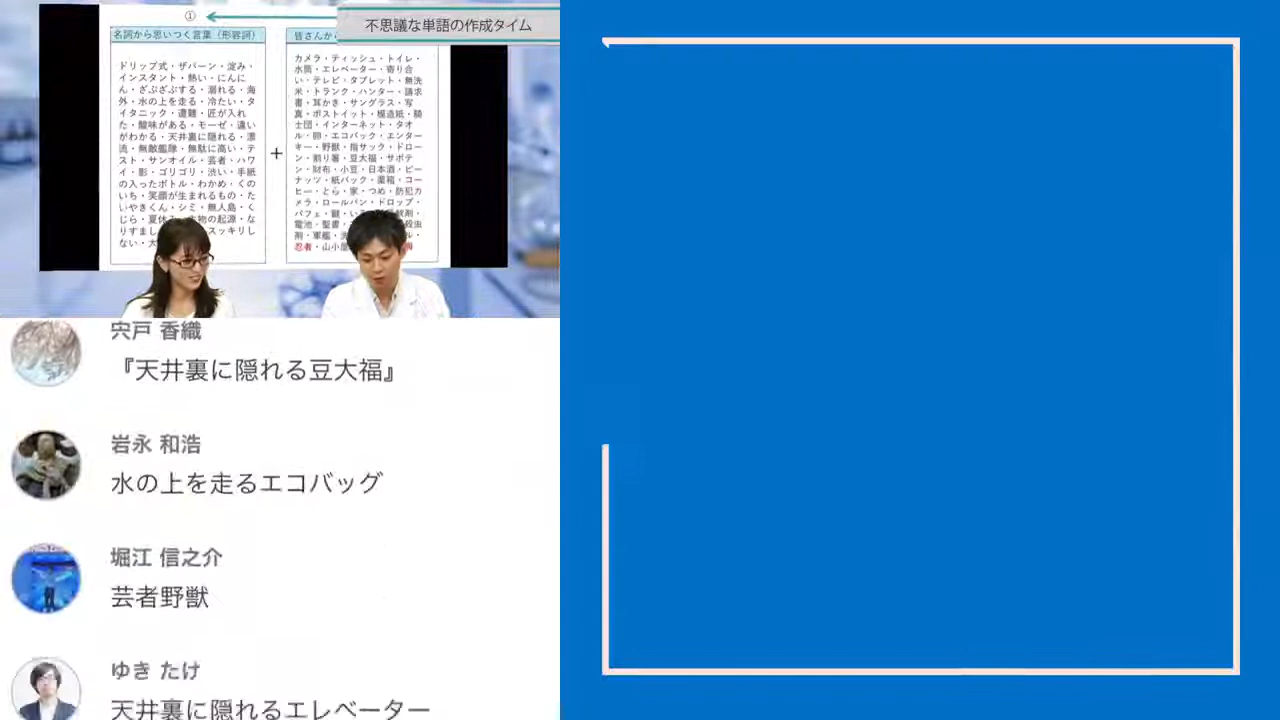 ①
不思議な単語の作成タイム
名詞から思いつく言葉(形容詞)
皆さんから
ドリップ式・ザバーン・淀み・
インスタント・熱い・にんに
ん・ざぶざぶする・溺れる・海
外・水の上を走る・冷たい・タ
イタニック・遭難・匠が入れ
た・酸味がある・モーゼ・違い
がわかる・天井裏に隠れる・漂
流・無敵艦隊・無駄に高い・テ
スト・サンオイル・芸者・ハワ
イ・影・ゴリゴリ・渋い・手紙
の入ったボトル・わかめ・くの
いち・笑顔が生まれるもの・た
いやきくん・シミ・無人島・く
じら・夏休み
物の起源・な
りすまし
スッキリし
ない・大
+
カメラ・ティッシュ・トイレ・
水筒・エレベーター・寄り合
い・テレビ・タブレット・無洗
米・トランク・ハンター・請求
書・耳かき・サングラス・写
真・ポストイット・模造紙・騎
士団・インターネット・タオ
ル・卵・エコバック・エンター
キー・野獣・指サック・ドロー
ン・割り箸・豆大福・サボテ
ン・財布・小豆・日本酒・ピー
ナッツ・紙パック・薬箱・コー
ヒー・とら・家・つめ・防犯カ
メラ・ロールパン・ドロップ・
パフェ・
電池・聖書・
剤・軍艦・
忍者・山小屋
宍戸 香織
『天井裏に隠れる豆大福』
岩永 和浩
水の上を走るエコバッグ
堀江 信之介
芸者野獣
ゆき たけ
天井裏に隠れるエレベーター